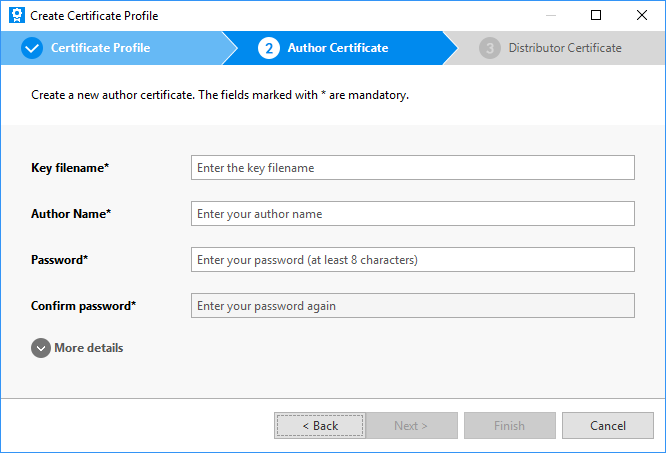 Create Certificate Profile
Certificate Profile
2 Author Certificate
3 Distributor Certificate
Create a new author certificate. The fields marked with * are mandatory.
Key filename* Enter the key filename
Author Name* Enter your author name
Password* Enter your password (at least 8 characters)
Confirm password* Enter your password again
More details
< Back Next > Finish Cancel